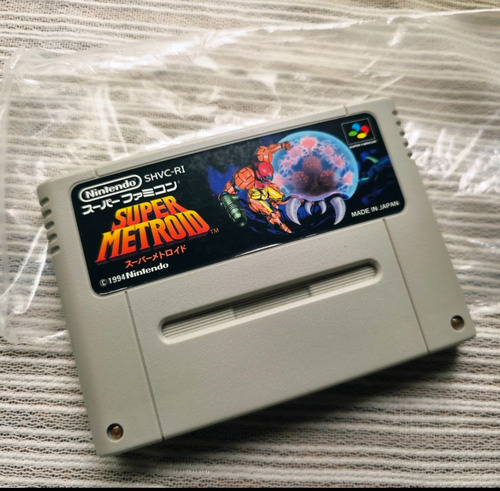 Nintendo SHVC-RI
スーパーファミコン
SUPER
METROID™
スーパーメトロイド
©1994 Nintendo
MADE IN JAPAN